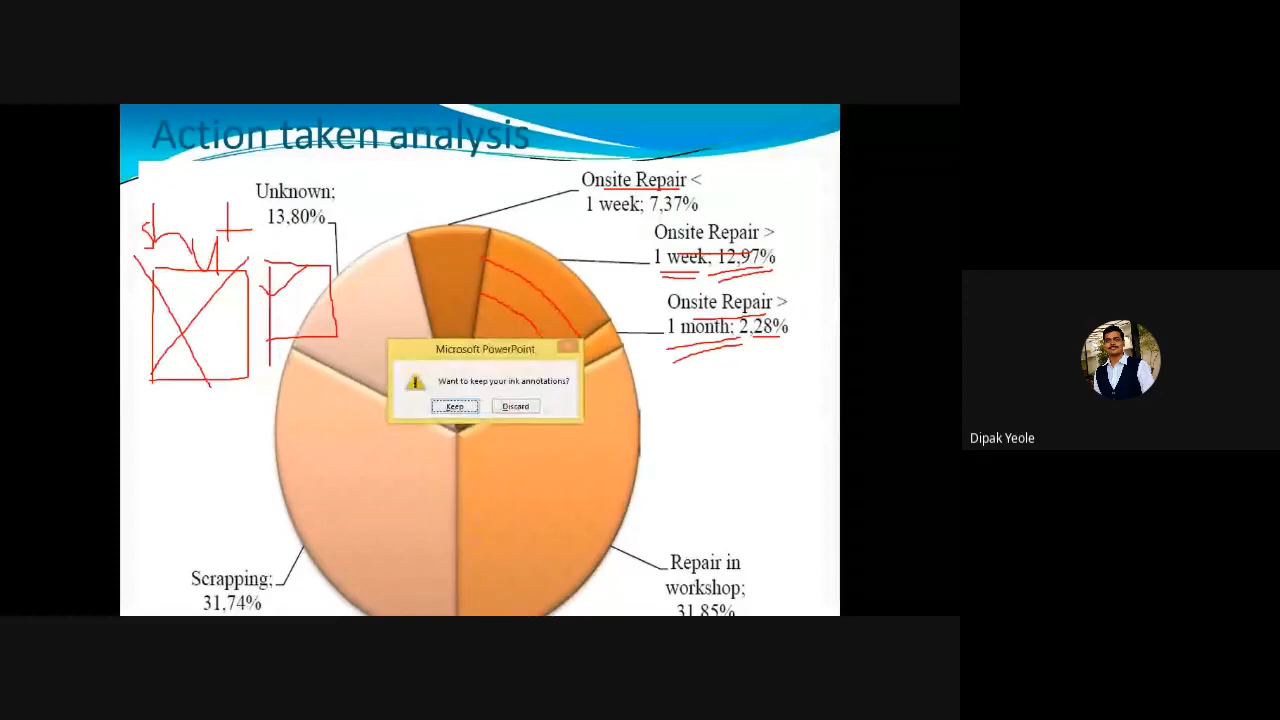 Action taken analysis
Unknown;
13,80%
Onsite Repair <
1 week; 7,37%
Onsite Repair >
1 week; 12,97%
Onsite Repair >
1 month; 2,28%
Microsoft PowerPoint
Want to keep your ink annotations?
Keep
Discard
Scrapping;
31,74%
Repair in
workshop;
31,85%
Dipak Yeole